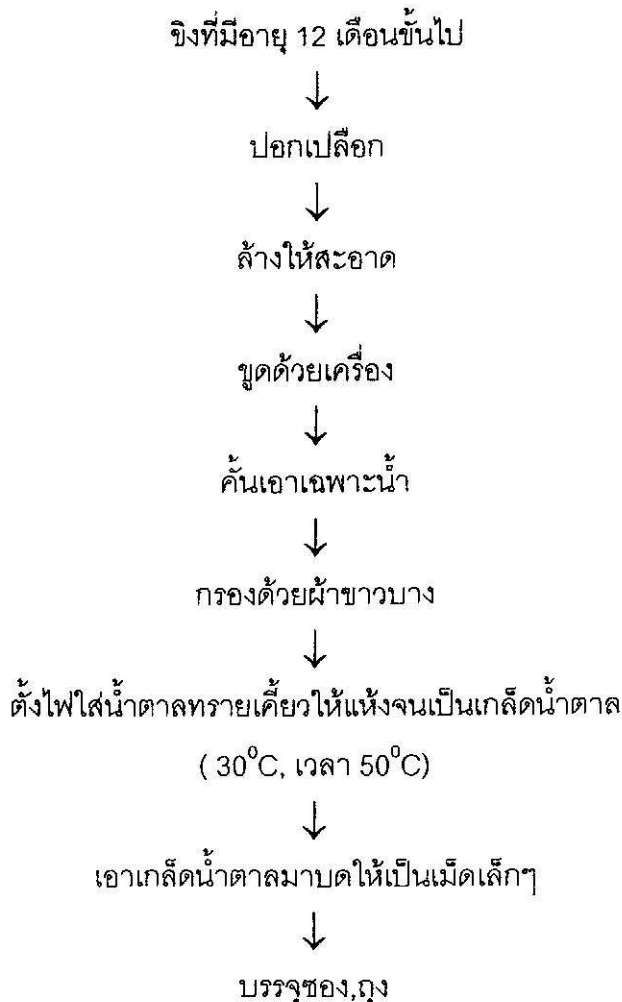 ขิงที่มีอายุ 12 เดือนขึ้นไป
↓
ปอกเปลือก
↓
ล้างให้สะอาด
↓
ขูดด้วยเครื่อง
↓
คั้นเอาเฉพาะน้ำ
↓
กรองด้วยผ้าขาวบาง
↓
ตั้งไฟใส่น้ำตาลทรายเคี้ยวให้แห้งจนเป็นเกล็ดน้ำตาล
( 30⁰C, เวลา 50⁰C)
↓
เอาเกล็ดน้ำตาลมาบดให้เป็นเม็ดเล็กๆ
↓
บรรจุซอง,ถุง